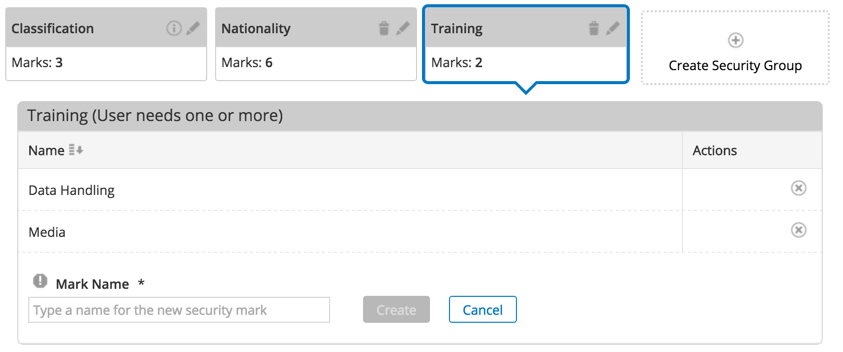 Classification
Marks: 3
Nationality
Marks: 6
Training
Marks: 2
Create Security Group
Training (User needs one or more)
Name
Actions
Data Handling
Media
Mark Name *
Type a name for the new security mark
Create
Cancel